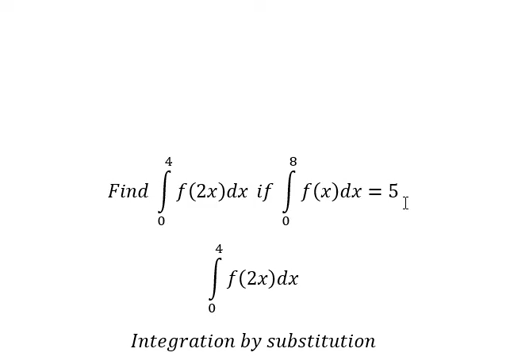 Find ∫₀⁴ f(2x)dx if ∫₀⁸ f(x)dx = 5
∫₀⁴ f(2x)dx
Integration by substitution